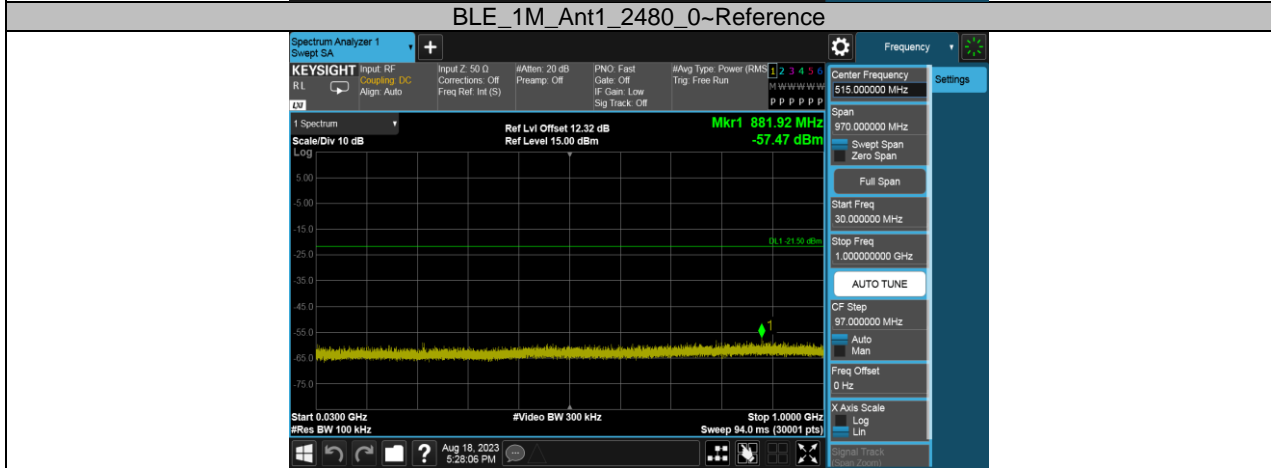 BLE_1M_Ant1_2480_0~Reference
Spectrum Analyzer 1
Swept SA
Frequency
KEYSIGHT
RL
LXI
Input: RF
Coupling: DC
Align: Auto
Input Z: 50 Ω
Corrections: Off
Freq Ref: Int (S)
#Atten: 20 dB
Preamp: Off
PNO: Fast
Gate: Off
IF Gain: Low
Sig Track: Off
#Avg Type: Power (RMS
Trig: Free Run
1 2 3 4 5 6
M W W W W W
P P P P P P
Settings
1 Spectrum
Scale/Div 10 dB
Ref Lvl Offset 12.32 dB
Ref Level 15.00 dBm
Mkr1 881.92 MHz
-57.47 dBm
Log
5.00
-5.00
-15.0
DL1 -21.50 dBm
-25.0
-35.0
-45.0
1
-55.0
-65.0
-75.0
Start 0.0300 GHz
#Res BW 100 kHz
#Video BW 300 kHz
Stop 1.0000 GHz
Sweep 94.0 ms (30001 pts)
Center Frequency
515.000000 MHz
Span
970.000000 MHz
Swept Span
Zero Span
Full Span
Start Freq
30.000000 MHz
Stop Freq
1.000000000 GHz
AUTO TUNE
CF Step
97.000000 MHz
Auto
Man
Freq Offset
0 Hz
X Axis Scale
Log
Lin
Signal Track
(Span Zoom)
?
Aug 18, 2023
5:28:06 PM